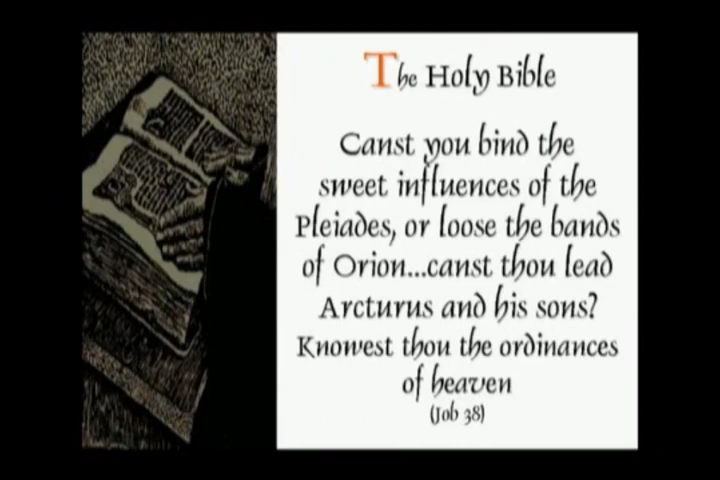 The Holy Bible
Canst you bind the
sweet influences of the
Pleiades, or loose the bands
of Orion...canst thou lead
Arcturus and his sons?
Knowest thou the ordinances
of heaven
(Job 38)